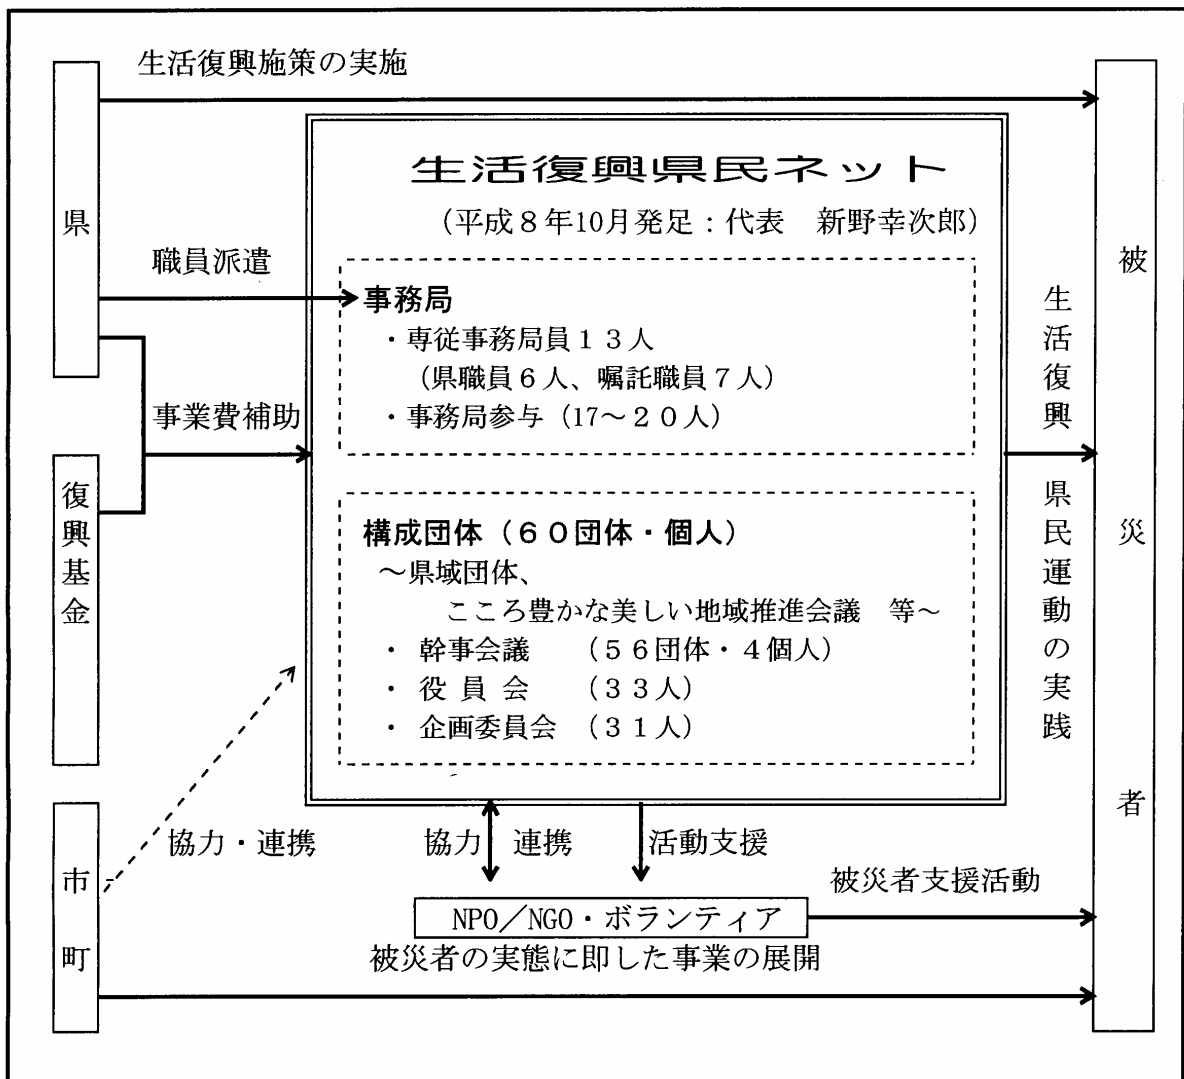 生活復興施策の実施
県
生活復興県民ネット
(平成８年10月発足：代表　新野幸次郎)
職員派遣
事務局
・専従事務局員１３人
(県職員６人、嘱託職員７人)
・事務局参与 (17～２０人)
事業費補助
復興基金
構成団体（６０団体・個人）
～県域団体、
こころ豊かな美しい地域推進会議　等～
・ 幹事会議　　(５６団体・４個人)
・ 役 員 会　　(３３人)
・ 企画委員会　(３１人)
生活復興
県民運動の実践
被災者
協力・連携
協力
連携
活動支援
市町
被災者支援活動
NPO／NGO・ボランティア
被災者の実態に即した事業の展開